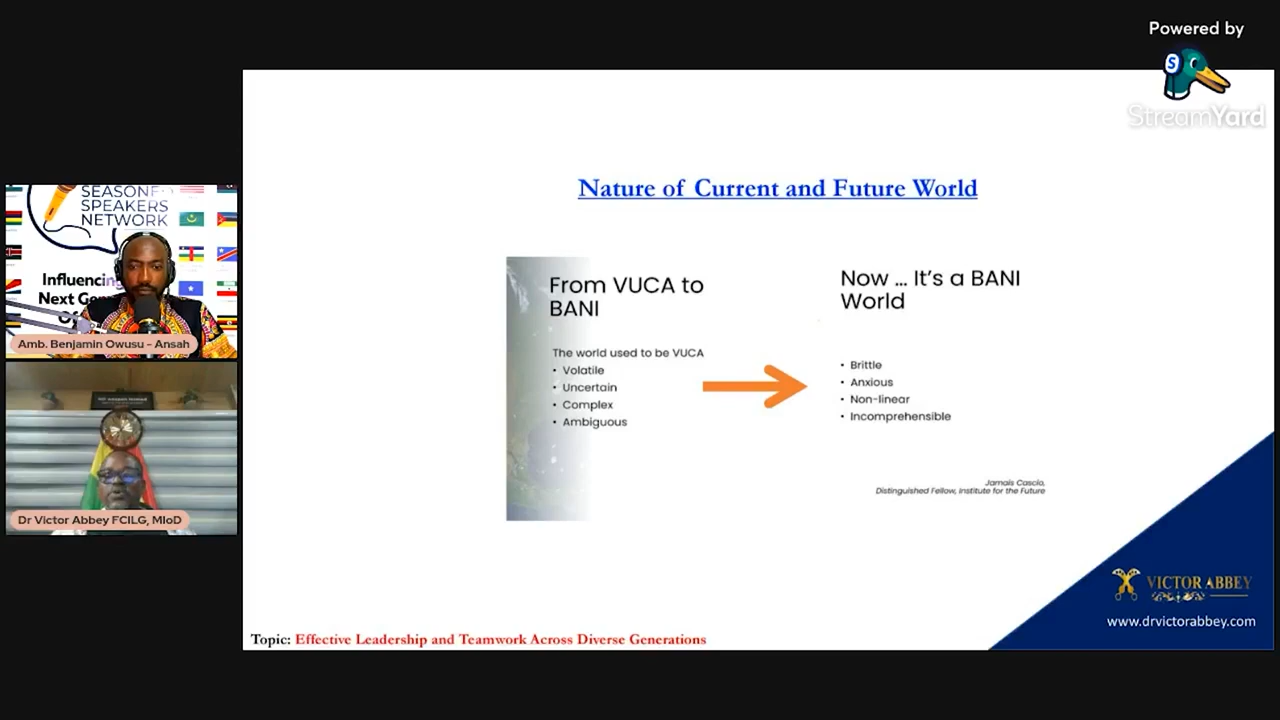 Powered by
StreamYard
SEASONED
SPEAKERS
NETWORK
Influencing
Next Gen
Of
Amb. Benjamin Owusu - Ansah
Dr Victor Abbey FCILG, MIoD
Nature of Current and Future World
From VUCA to
BANI
The world used to be VUCA
• Volatile
• Uncertain
• Complex
• Ambiguous
Now ... It's a BANI
World
• Brittle
• Anxious
• Non-linear
• Incomprehensible
Jamais Cascio,
Distinguished Fellow, Institute for the Future
VICTOR ABBEY
www.drvictorabbey.com
Topic: Effective Leadership and Teamwork Across Diverse Generations